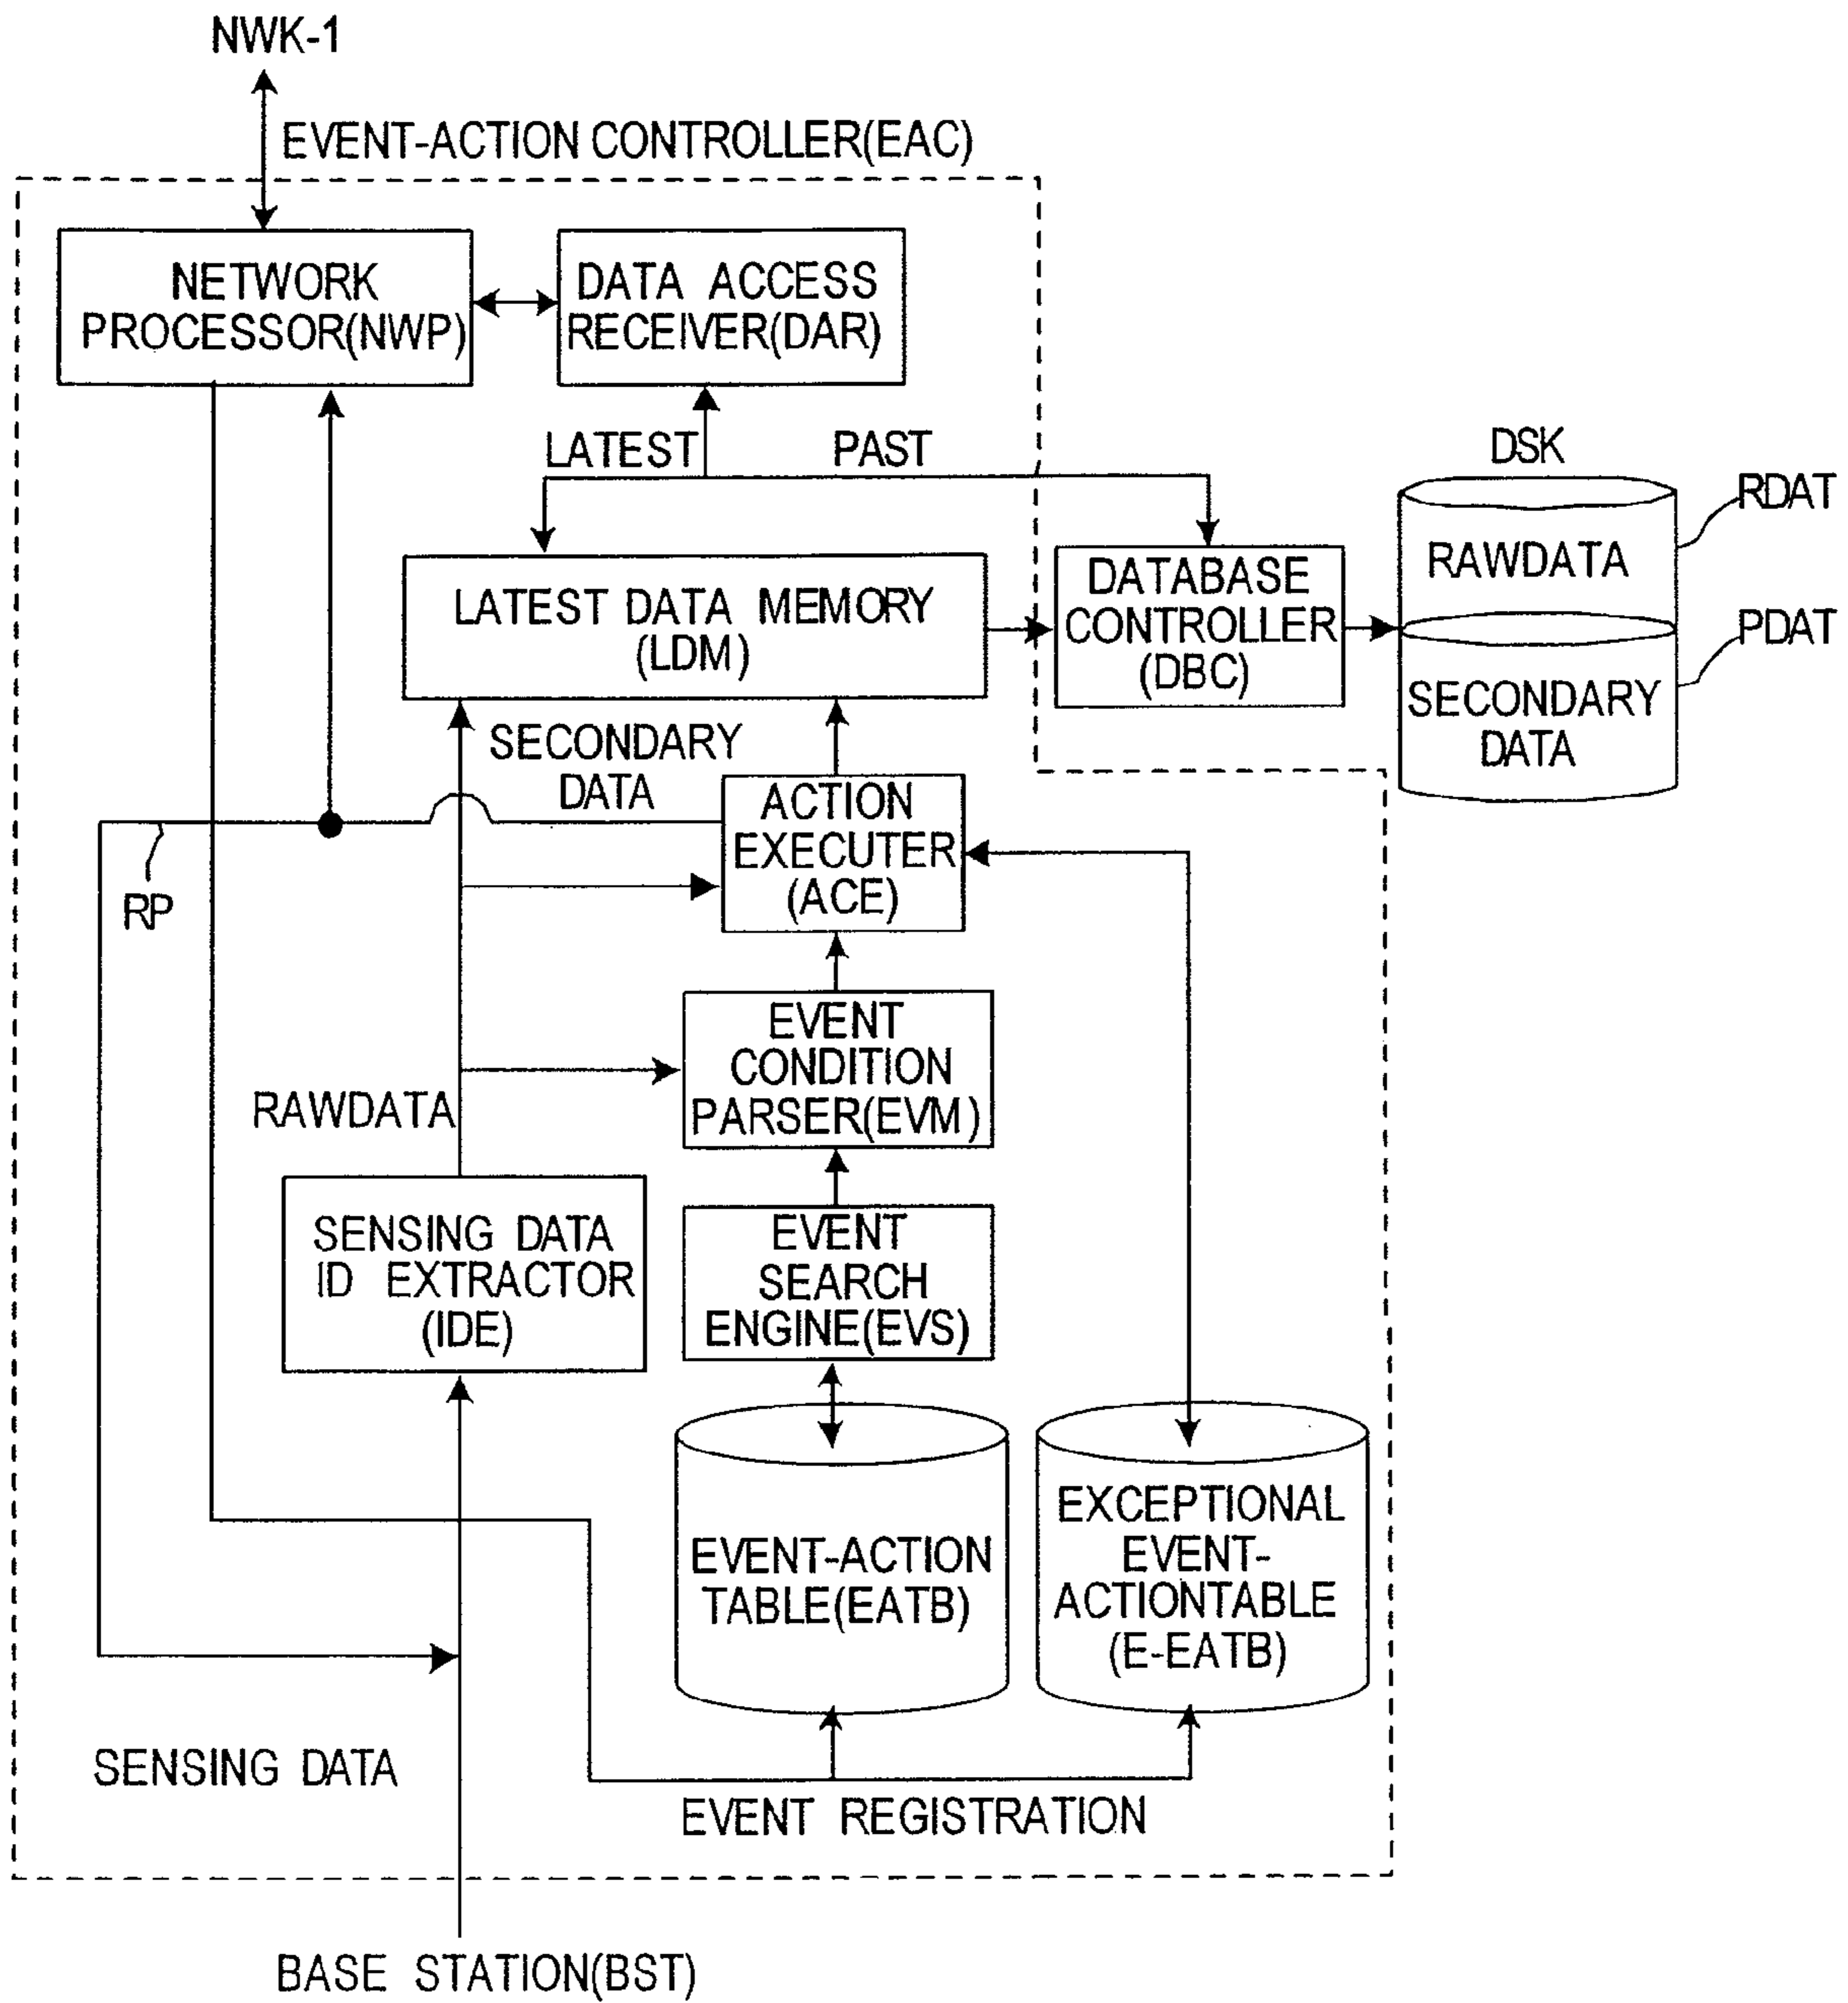 NWK-1
EVENT-ACTION CONTROLLER(EAC)
NETWORK
PROCESSOR(NWP)
DATA ACCESS
RECEIVER(DAR)
LATEST
PAST
DSK
RDAT
RAWDATA
PDAT
SECONDARY
DATA
LATEST DATA MEMORY
(LDM)
DATABASE
CONTROLLER
(DBC)
SECONDARY
DATA
ACTION
EXECUTER
(ACE)
RP
EVENT
CONDITION
PARSER(EVM)
RAWDATA
SENSING DATA
ID EXTRACTOR
(IDE)
EVENT
SEARCH
ENGINE(EVS)
EVENT-ACTION
TABLE(EATB)
EXCEPTIONAL
EVENT-
ACTIONTABLE
(E-EATB)
SENSING DATA
EVENT REGISTRATION
BASE STATION(BST)